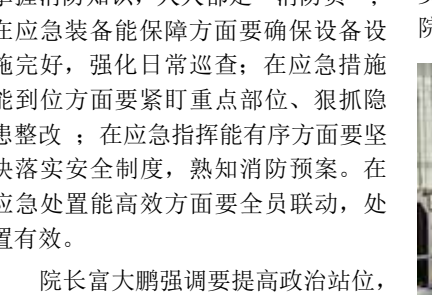 掌握消防知识，人人都是“消防员”；
在应急装备能保障方面要确保设备设
施完好，强化日常巡查；在应急措施
能到位方面要紧盯重点部位、狠抓隐
患整改 ；在应急指挥能有序方面要坚
决落实安全制度，熟知消防预案。在
应急处置能高效方面要全员联动，处
置有效。
院长富大鹏强调要提高政治站位，
院